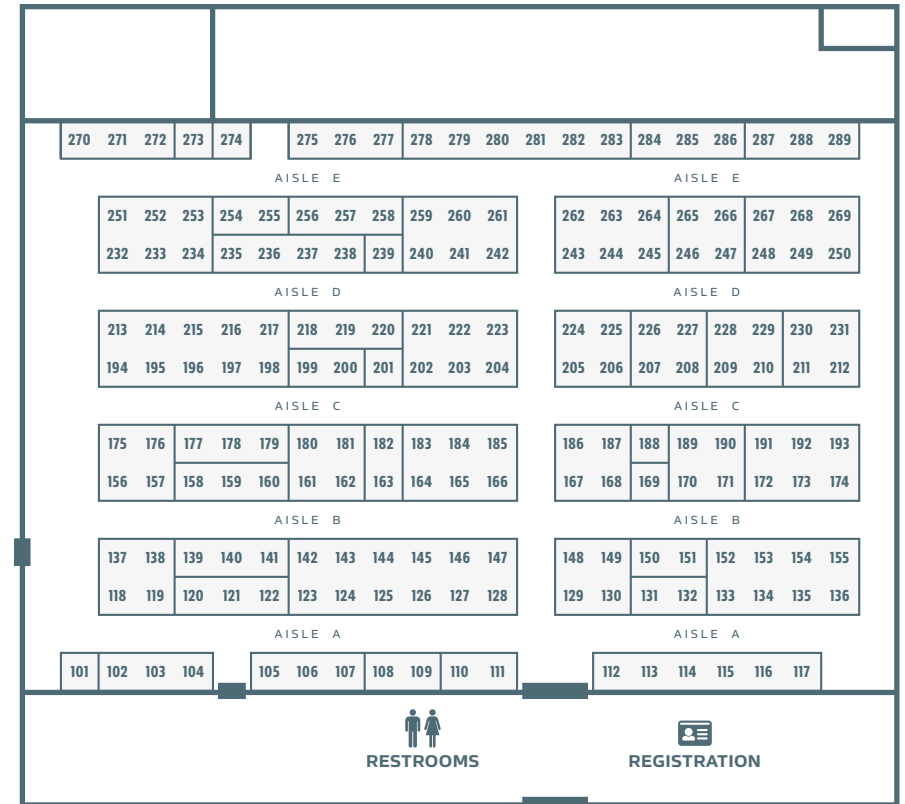 270 271 272 273 274 275 276 277 278 279 280 281 282 283 284 285 286 287 288 289
AISLE E AISLE E
251 252 253 254 255 256 257 258 259 260 261 262 263 264 265 266 267 268 269
232 233 234 235 236 237 238 239 240 241 242 243 244 245 246 247 248 249 250
AISLE D AISLE D
213 214 215 216 217 218 219 220 221 222 223 224 225 226 227 228 229 230 231
194 195 196 197 198 199 200 201 202 203 204 205 206 207 208 209 210 211 212
AISLE C AISLE C
175 176 177 178 179 180 181 182 183 184 185 186 187 188 189 190 191 192 193
156 157 158 159 160 161 162 163 164 165 166 167 168 169 170 171 172 173 174
AISLE B AISLE B
137 138 139 140 141 142 143 144 145 146 147 148 149 150 151 152 153 154 155
118 119 120 121 122 123 124 125 126 127 128 129 130 131 132 133 134 135 136
AISLE A AISLE A
101 102 103 104 105 106 107 108 109 110 111 112 113 114 115 116 117
RESTROOMS REGISTRATION